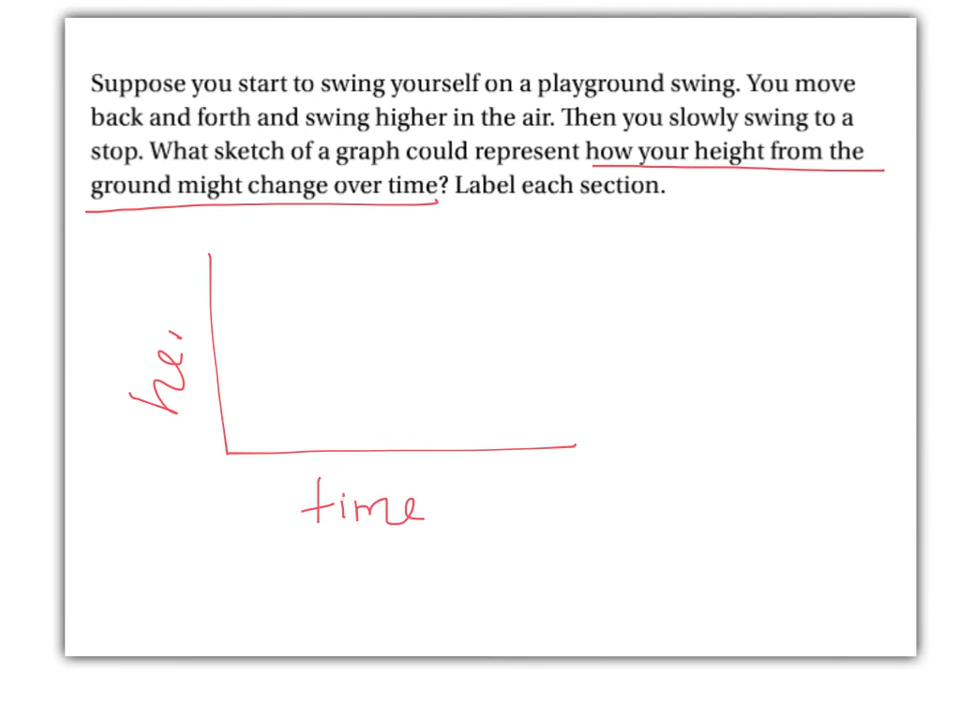 Suppose you start to swing yourself on a playground swing. You move
back and forth and swing higher in the air. Then you slowly swing to a
stop. What sketch of a graph could represent how your height from the
ground might change over time? Label each section.
hei
time